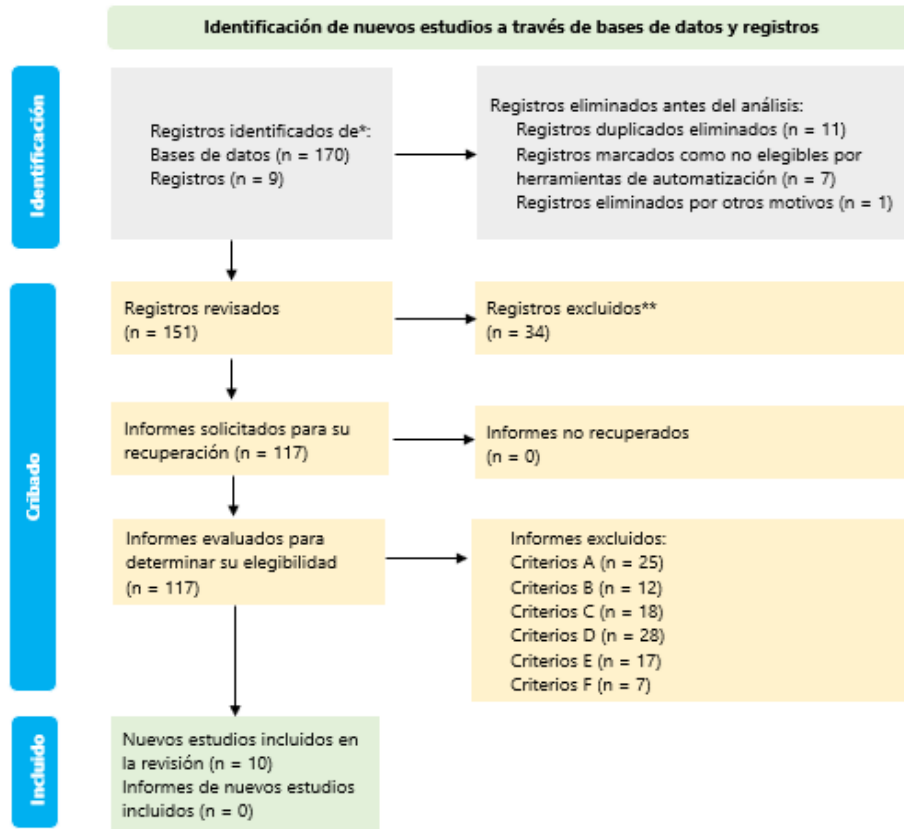 Identificación de nuevos estudios a través de bases de datos y registros
Identificación
Registros identificados de*:
Bases de datos (n = 170)
Registros (n = 9)
Registros eliminados antes del análisis:
Registros duplicados eliminados (n = 11)
Registros marcados como no elegibles por
herramientas de automatización (n = 7)
Registros eliminados por otros motivos (n = 1)
Cribado
Registros revisados
(n = 151)
Registros excluidos**
(n = 34)
Informes solicitados para su
recuperación (n = 117)
Informes no recuperados
(n = 0)
Informes evaluados para
determinar su elegibilidad
(n = 117)
Informes excluidos:
Criterios A (n = 25)
Criterios B (n = 12)
Criterios C (n = 18)
Criterios D (n = 28)
Criterios E (n = 17)
Criterios F (n = 7)
Incluido
Nuevos estudios incluidos en
la revisión (n = 10)
Informes de nuevos estudios
incluidos (n = 0)